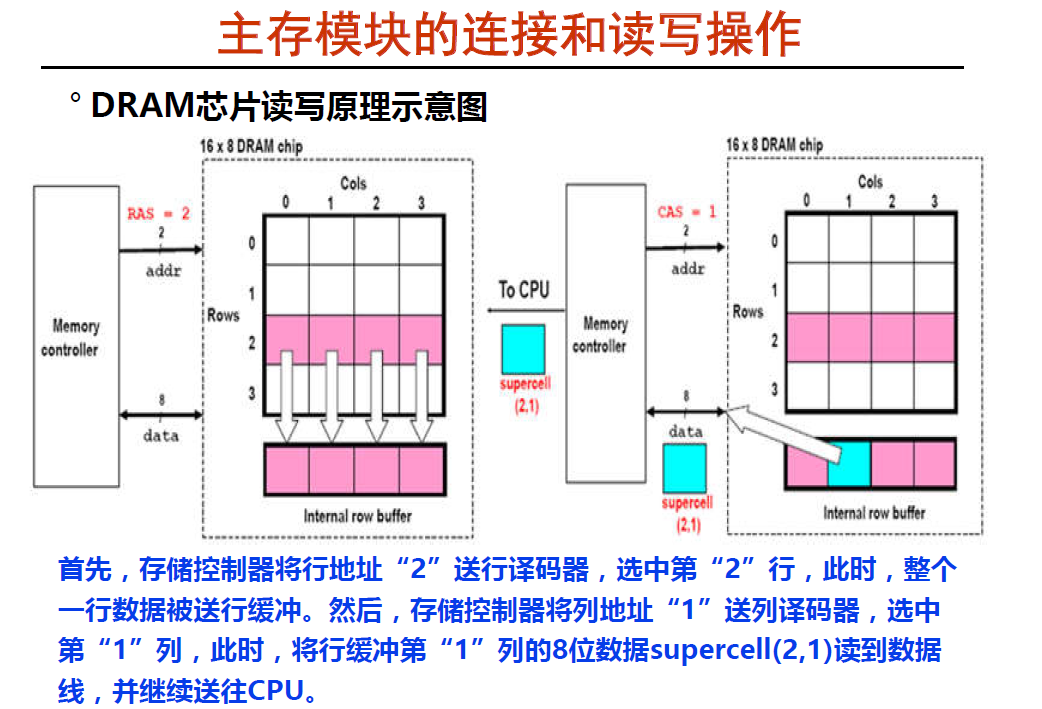 主存模块的连接和读写操作
° DRAM芯片读写原理示意图
16 x 8 DRAM chip
Cols
0 1 2 3
RAS = 2
2
addr
0
1
Rows
2
3
Memory
controller
8
data
Internal row buffer
To CPU
supercell
(2,1)
16 x 8 DRAM chip
Cols
0 1 2 3
CAS = 1
2
addr
0
1
Rows
2
3
Memory
controller
8
data
supercell
(2,1)
Internal row buffer
首先，存储控制器将行地址“2”送行译码器，选中第“2”行，此时，整个
一行数据被送行缓冲。然后，存储控制器将列地址“1”送列译码器，选中
第“1”列，此时，将行缓冲第“1”列的8位数据supercell(2,1)读到数据
线，并继续送往CPU。